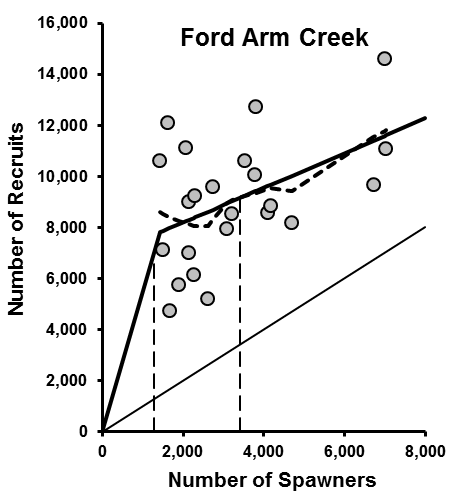 Ford Arm Creek
Number of Recruits
16,000
14,000
12,000
10,000
8,000
6,000
4,000
2,000
0
0 2,000 4,000 6,000 8,000
Number of Spawners